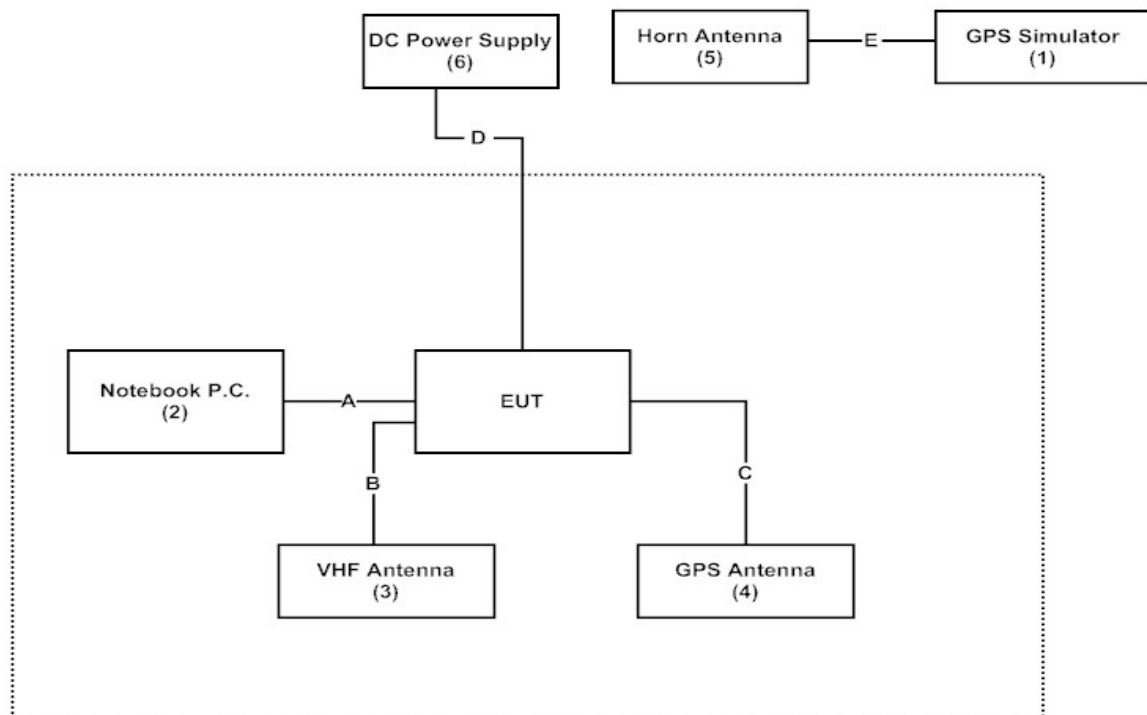 DC Power Supply
(6)
Horn Antenna
(5)
E
GPS Simulator
(1)
D
Notebook P.C.
(2)
A
EUT
B
C
VHF Antenna
(3)
GPS Antenna
(4)